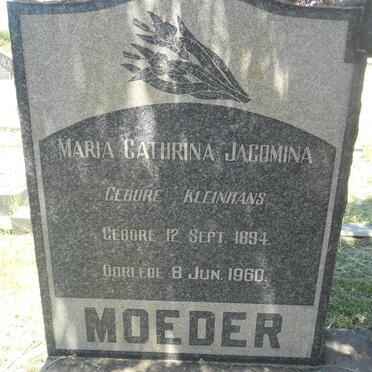 MARIA CATHRINA JACOMINA
GEBORE KLEINHANS
GEBORE 12 SEPT. 1894.
OORLEDE 8 JUN. 1960.
MOEDER